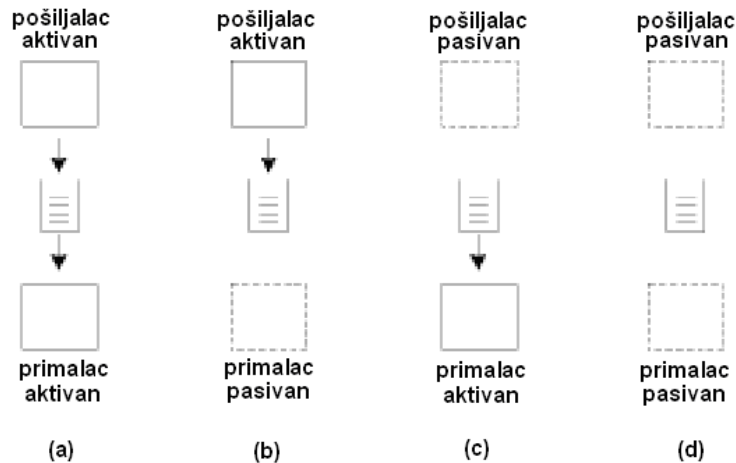 pošiljalac
aktivan
pošiljalac
aktivan
pošiljalac
pasivan
pošiljalac
pasivan
primalac
aktivan
primalac
pasivan
primalac
aktivan
primalac
pasivan
(a)
(b)
(c)
(d)